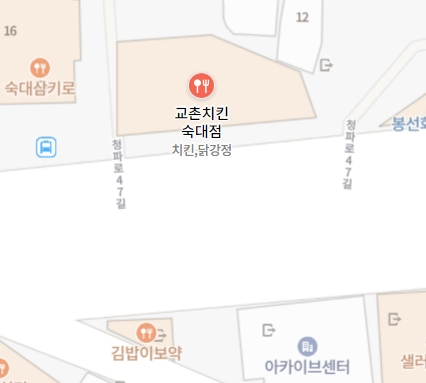 12
16
숙대삼키로
교촌치킨
숙대점
치킨,닭강정
청파로47길
청파로47길
봉선화
김밥이보약
아카이브센터
샐러